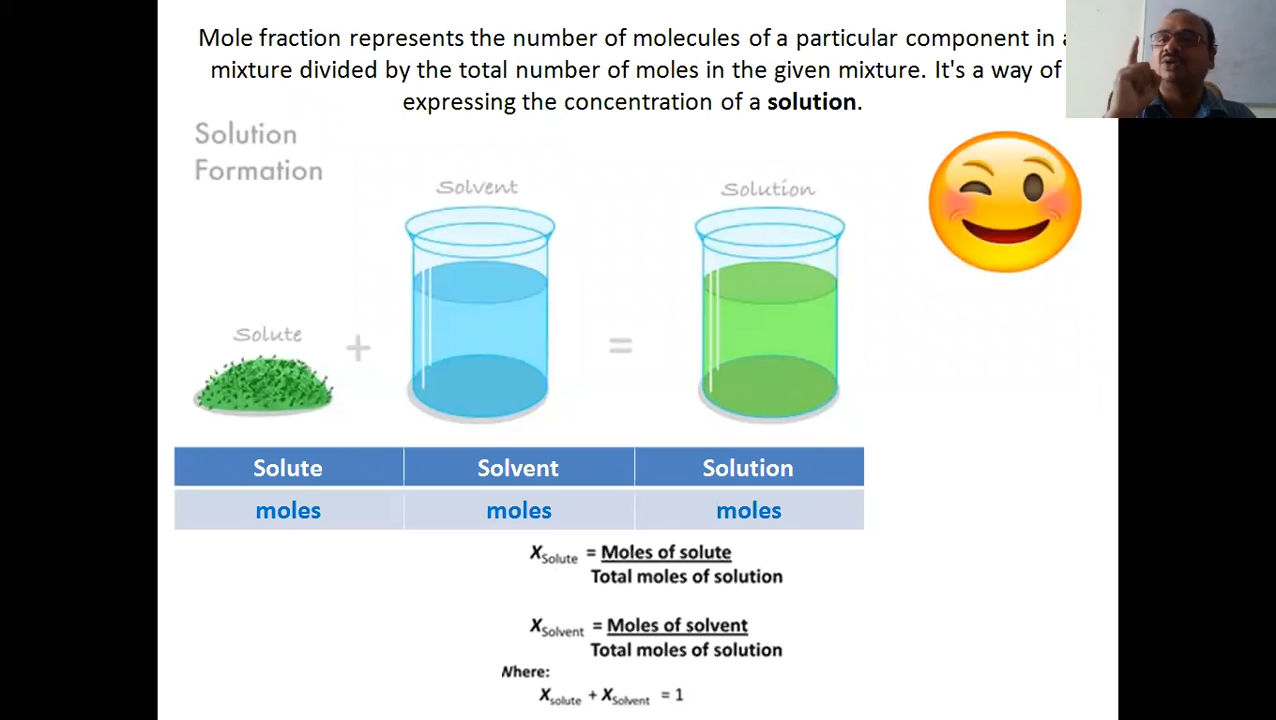 Mole fraction represents the number of molecules of a particular component in a
mixture divided by the total number of moles in the given mixture. It's a way of
expressing the concentration of a solution.
Solution
Formation
Solvent
Solution
Solute
+
=
Solute Solvent Solution
moles moles moles
XSolute = Moles of solute
Total moles of solution
XSolvent = Moles of solvent
Total moles of solution
Where:
Xsolute + XSolvent = 1